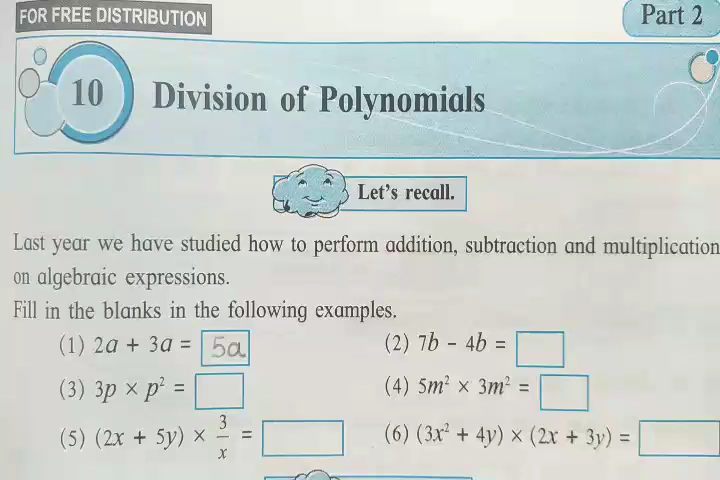 FOR FREE DISTRIBUTION
Part 2
10 Division of Polynomials
Let's recall.
Last year we have studied how to perform addition, subtraction and multiplication
on algebraic expressions.
Fill in the blanks in the following examples.
(1) 2a + 3a = 5a (2) 7b - 4b =
(3) 3p × p² = (4) 5m² × 3m² =
(5) (2x + 5y) × 3/x = (6) (3x² + 4y) × (2x + 3y) =